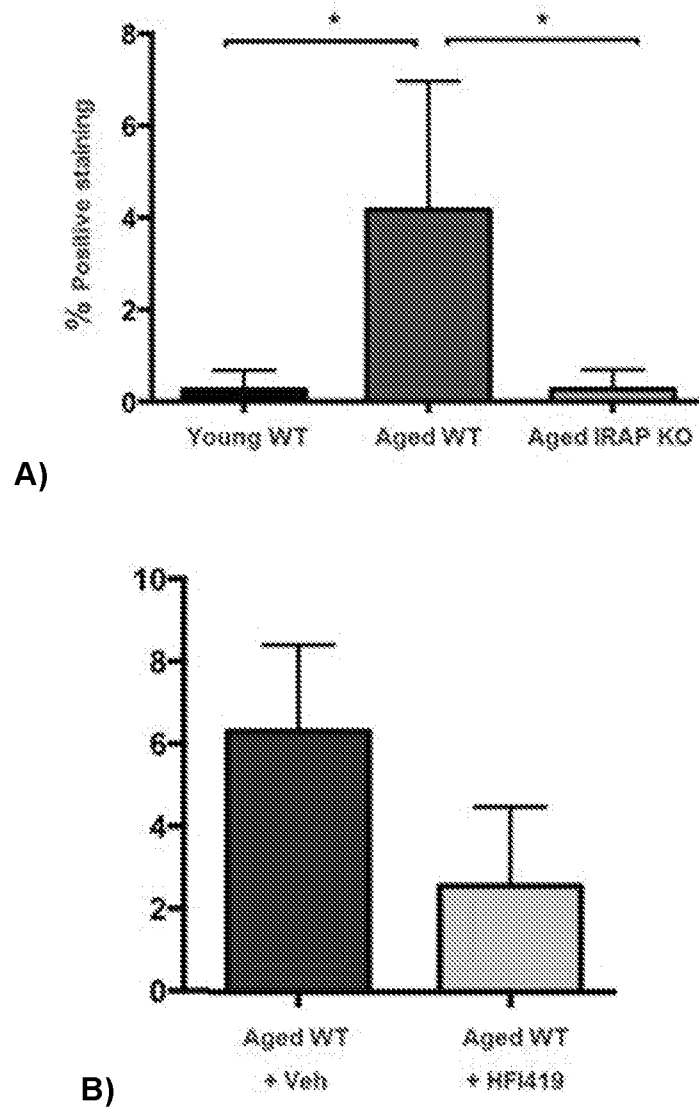 * *
8
6
4
2
0
% Positive staining
Young WT Aged WT Aged IRAP KO
A)
10
8
6
4
2
0
Aged WT Aged WT
+ Veh + HFI419
B)